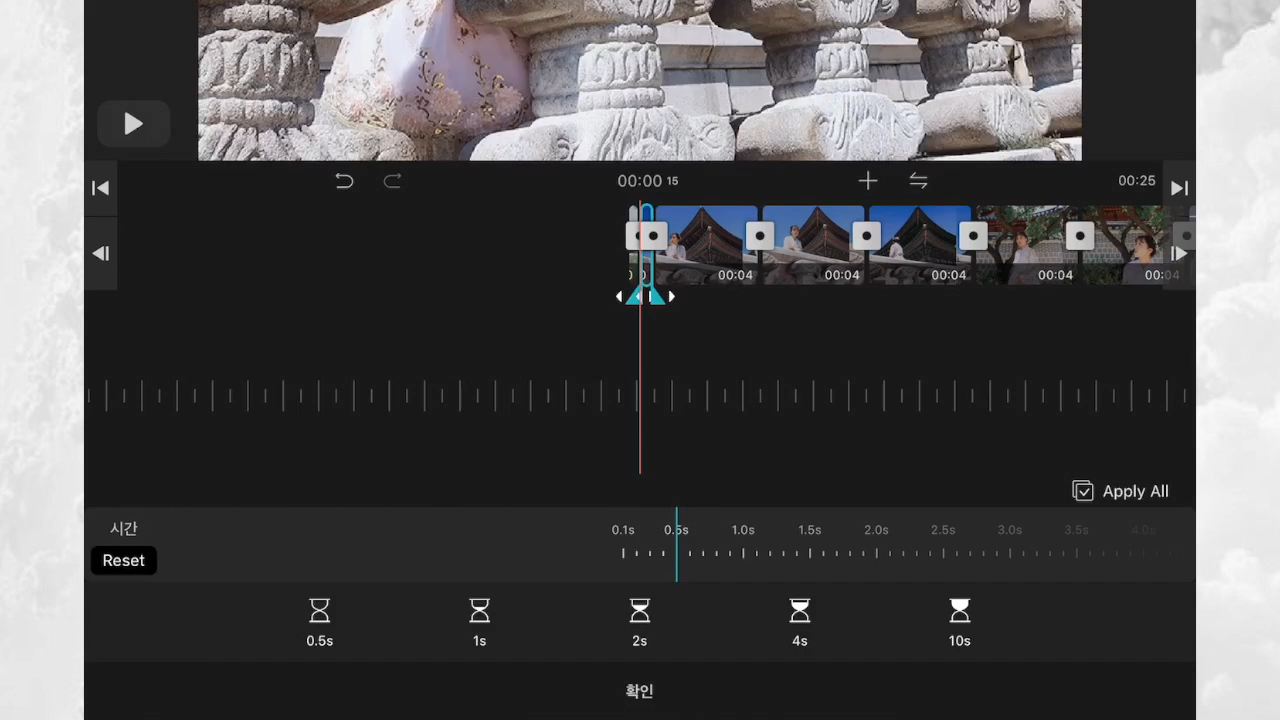 00:00 15
00:25
00:04 00:04 00:04 00:04 00:04
Apply All
시간
0.1s 0.5s 1.0s 1.5s 2.0s 2.5s 3.0s 3.5s 4.0s
Reset
0.5s 1s 2s 4s 10s
확인